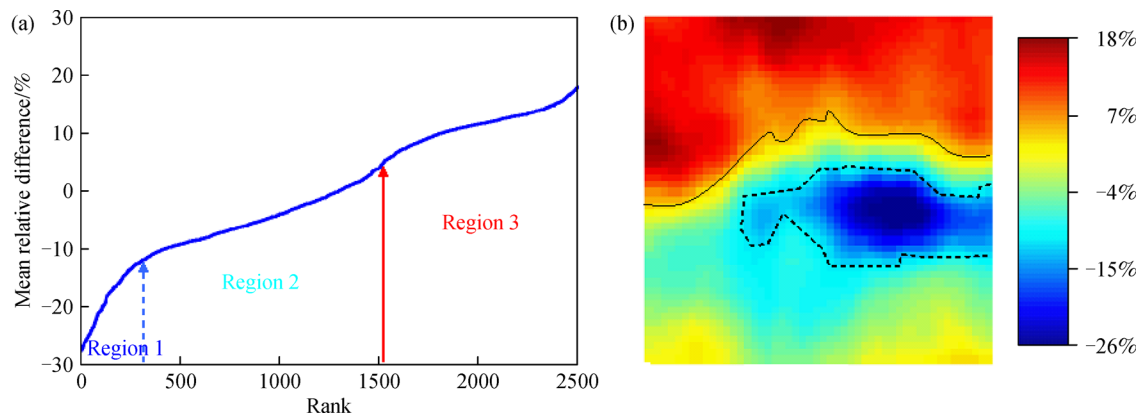 (a)
Mean relative difference/%
30
20
10
0
−10
−20
−30
Region 1
Region 2
Region 3
0
500
1000
1500
2000
2500
Rank
(b)
18%
7%
−4%
−15%
−26%